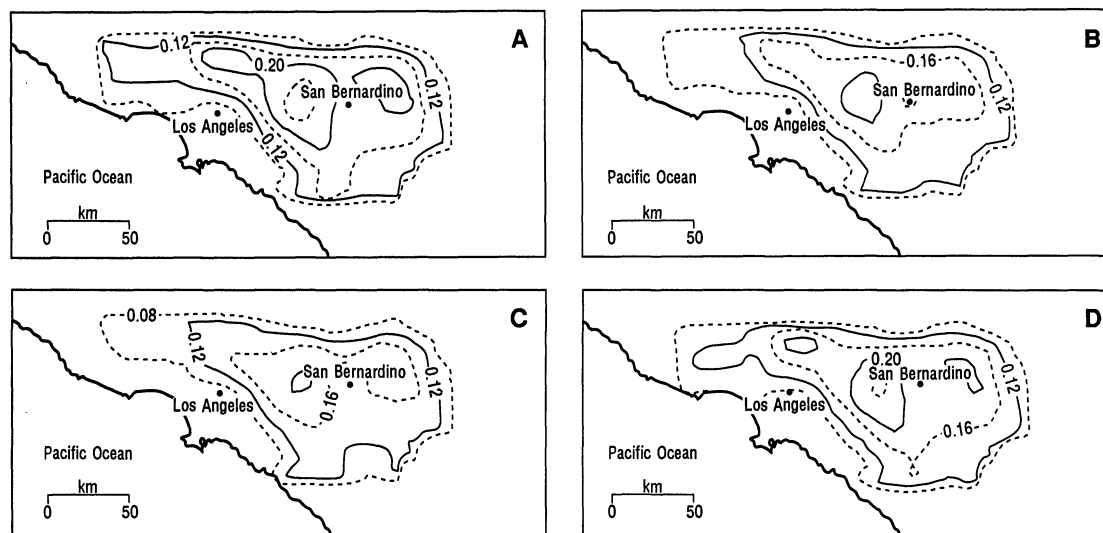 A
0.12
0.20
San Bernardino
0.12
Los Angeles
0.12
Pacific Ocean
km
0 50
B
0.16
San Bernardino
0.12
Los Angeles
Pacific Ocean
km
0 50
C
0.08
0.12
San Bernardino
0.12
0.16
Los Angeles
Pacific Ocean
km
0 50
D
0.20
San Bernardino
0.12
Los Angeles
0.16
Pacific Ocean
km
0 50